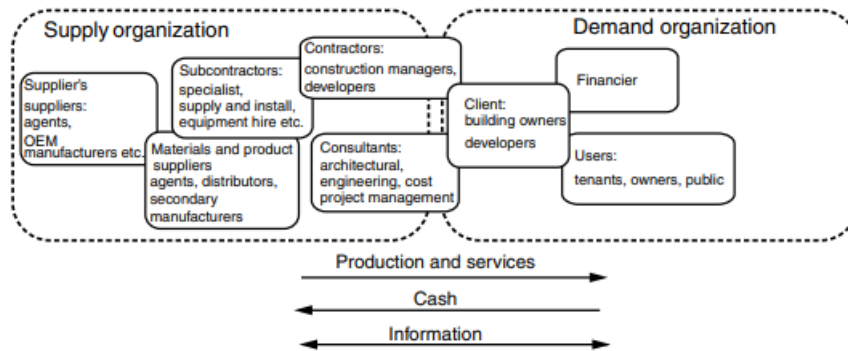 Supply organization
Demand organization
Supplier's
suppliers:
agents,
OEM
manufacturers etc.
Subcontractors:
specialist,
supply and install,
equipment hire etc.
Materials and product
suppliers
agents, distributors,
secondary
manufacturers
Contractors:
construction managers,
developers
Consultants:
architectural,
engineering, cost
project management
Client:
building owners
developers
Financier
Users:
tenants, owners, public
Production and services
Cash
Information